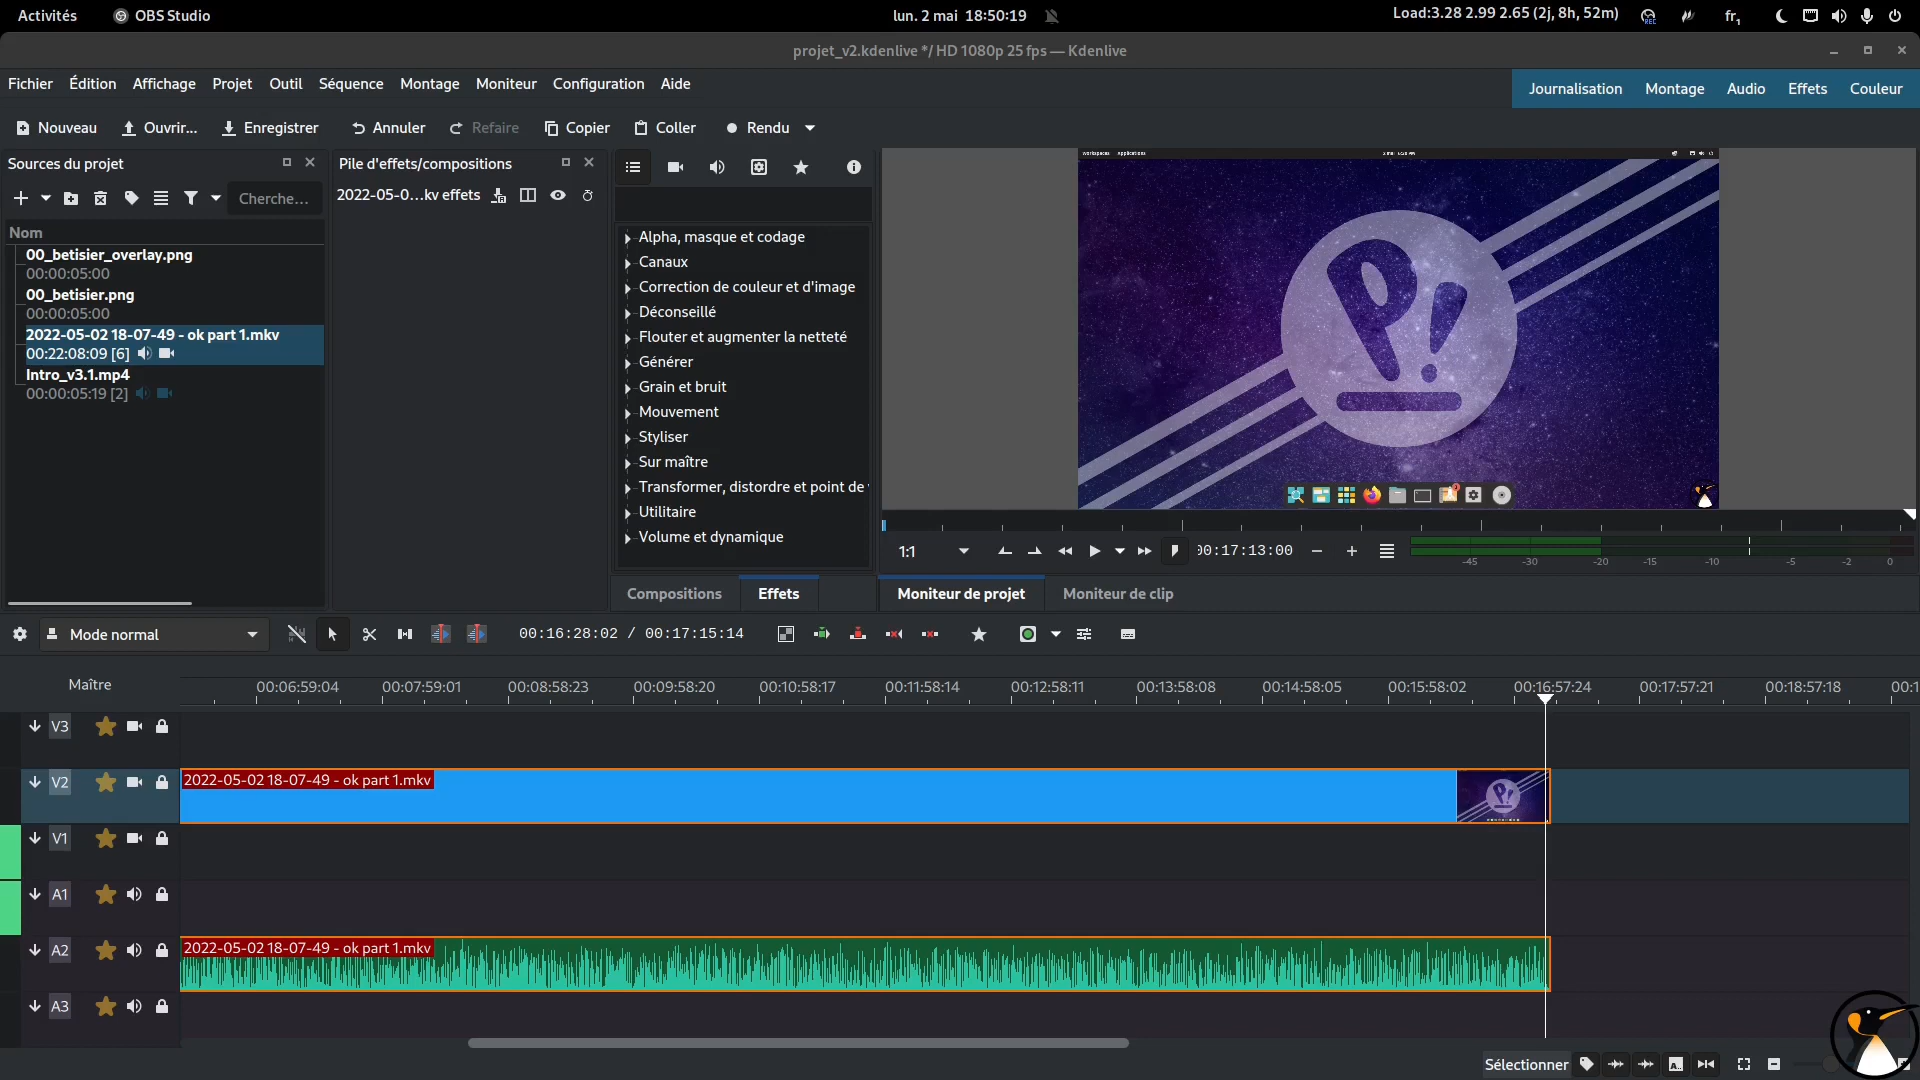 Activités
OBS Studio
lun. 2 mai 18:50:19
Load:3.28 2.99 2.65 (2j, 8h, 52m)
REC
fr₁
projet_v2.kdenlive */ HD 1080p 25 fps — Kdenlive
Fichier Édition Affichage Projet Outil Séquence Montage Moniteur Configuration Aide
Journalisation Montage Audio Effets Couleur
Nouveau Ouvrir... Enregistrer Annuler Refaire Copier Coller Rendu
Sources du projet
Cherche...
Nom
00_betisier_overlay.png
00:00:05:00
00_betisier.png
00:00:05:00
2022-05-02 18-07-49 - ok part 1.mkv
00:22:08:09 [6]
Intro_v3.1.mp4
00:00:05:19 [2]
Pile d'effets/compositions
2022-05-0...kv effets
Alpha, masque et codage
Canaux
Correction de couleur et d'image
Déconseillé
Flouter et augmenter la netteté
Générer
Grain et bruit
Mouvement
Styliser
Sur maître
Transformer, distordre et point de
Utilitaire
Volume et dynamique
Compositions Effets
Workspaces Applications
1:1
00:17:13:00
-45 -30 -20 -15 -10 -5 -2 0
Moniteur de projet Moniteur de clip
Mode normal
00:16:28:02 / 00:17:15:14
Maître
00:06:59:04 00:07:59:01 00:08:58:23 00:09:58:20 00:10:58:17 00:11:58:14 00:12:58:11 00:13:58:08 00:14:58:05 00:15:58:02 00:16:57:24 00:17:57:21 00:18:57:18 00:1
V3
V2
2022-05-02 18-07-49 - ok part 1.mkv
V1
A1
A2
2022-05-02 18-07-49 - ok part 1.mkv
A3
Sélectionner